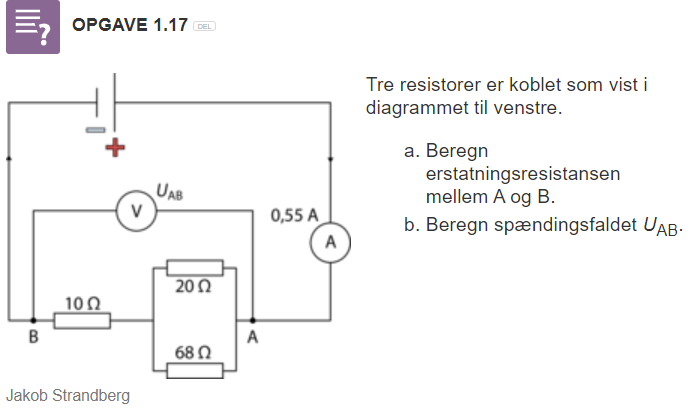 OPGAVE 1.17 DEL
Tre resistorer er koblet som vist i
diagrammet til venstre.
a. Beregn
erstatningsresistansen
mellem A og B.
b. Beregn spændingsfaldet UAB.
UAB
V
0,55 A
A
20 Ω
10 Ω
B
A
68 Ω
Jakob Strandberg